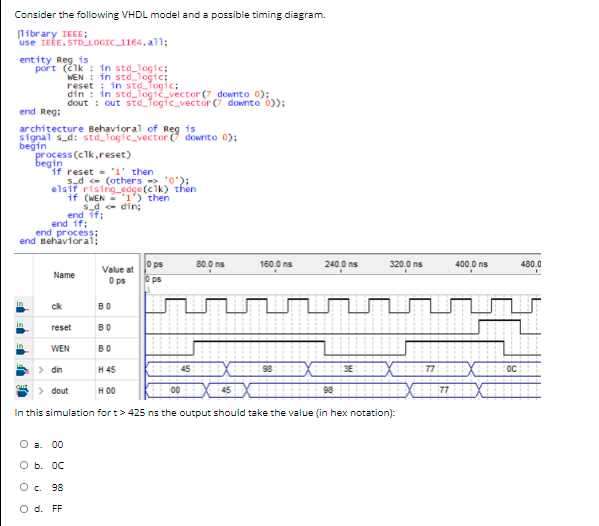 Consider the following VHDL model and a possible timing diagram.
library IEEE;
use IEEE.STD_LOGIC_1164.all;
entity Reg is
port (clk : in std_logic;
WEN : in std_logic;
reset : in std_logic;
din : in std_logic_vector(7 downto 0);
dout : out std_logic_vector(7 downto 0));
end Reg;
architecture Behavioral of Reg is
signal s_d: std_logic_vector(7 downto 0);
begin
process(clk,reset)
begin
if reset = '1' then
s_d <= (others => '0');
elsif rising_edge(clk) then
if (WEN = '1') then
s_d <= din;
end if;
end if;
end process;
end Behavioral;
Name Value at 0 ps 0 ps 80.0 ns 160.0 ns 240.0 ns 320.0 ns 400.0 ns 480.0
0 ps
in clk B 0
in reset B 0
in WEN B 0
in > din H 45 45 98 3E 77 0C
out > dout H 00 00 45 98 77
In this simulation for t > 425 ns the output should take the value (in hex notation):
a. 00
b. 0C
c. 98
d. FF